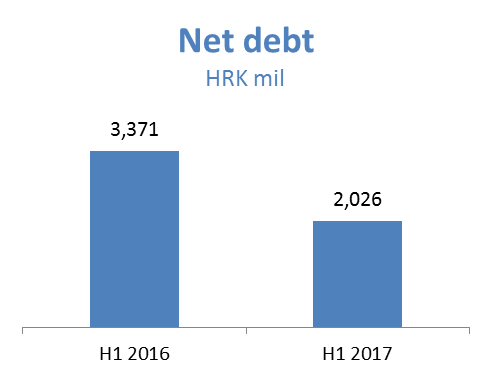 Net debt
HRK mil
3,371
2,026
H1 2016
H1 2017